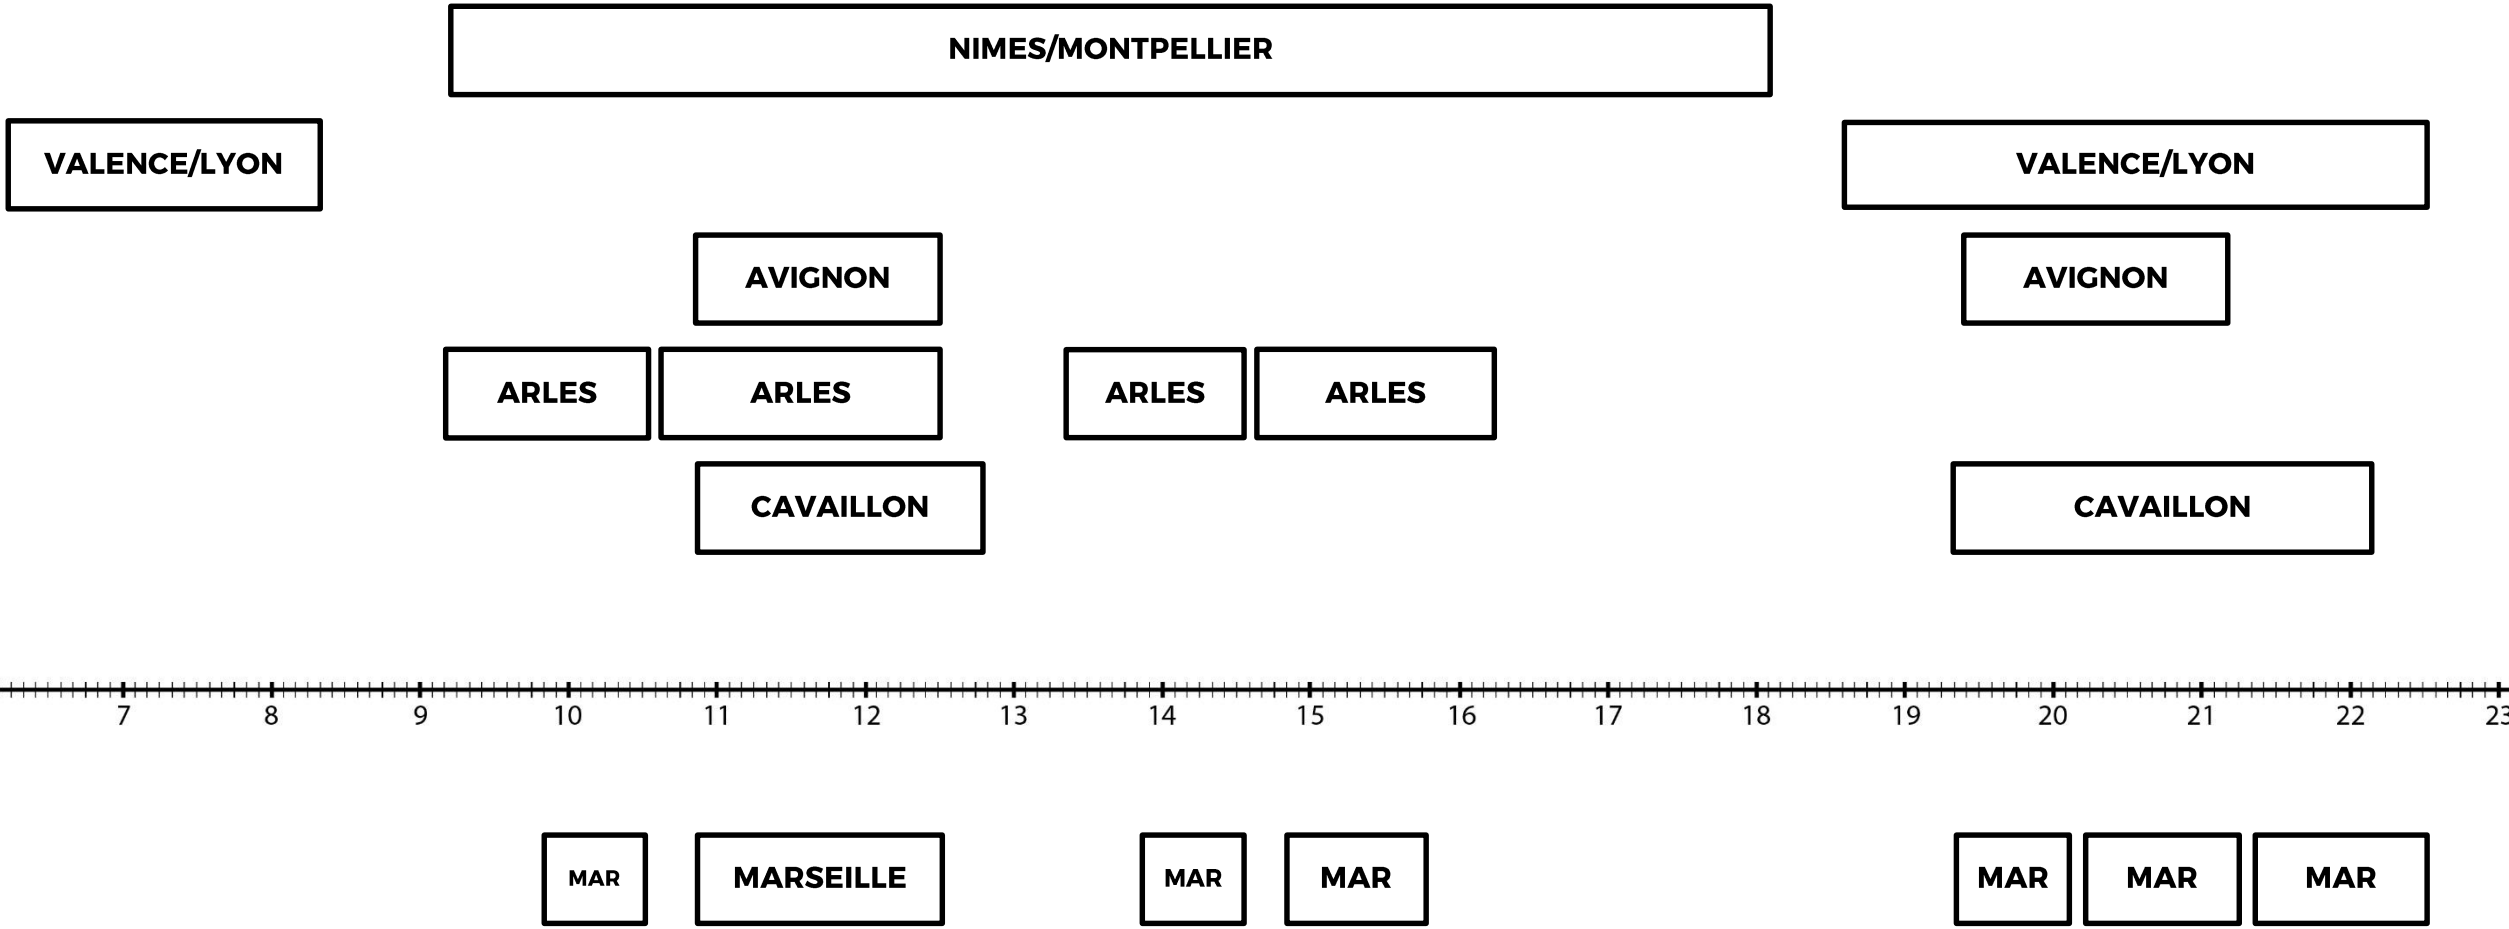 NIMES/MONTPELLIER
VALENCE/LYON VALENCE/LYON
AVIGNON AVIGNON
ARLES ARLES ARLES ARLES
CAVAILLON CAVAILLON
7 8 9 10 11 12 13 14 15 16 17 18 19 20 21 22 23
MAR MARSEILLE MAR MAR MAR MAR MAR